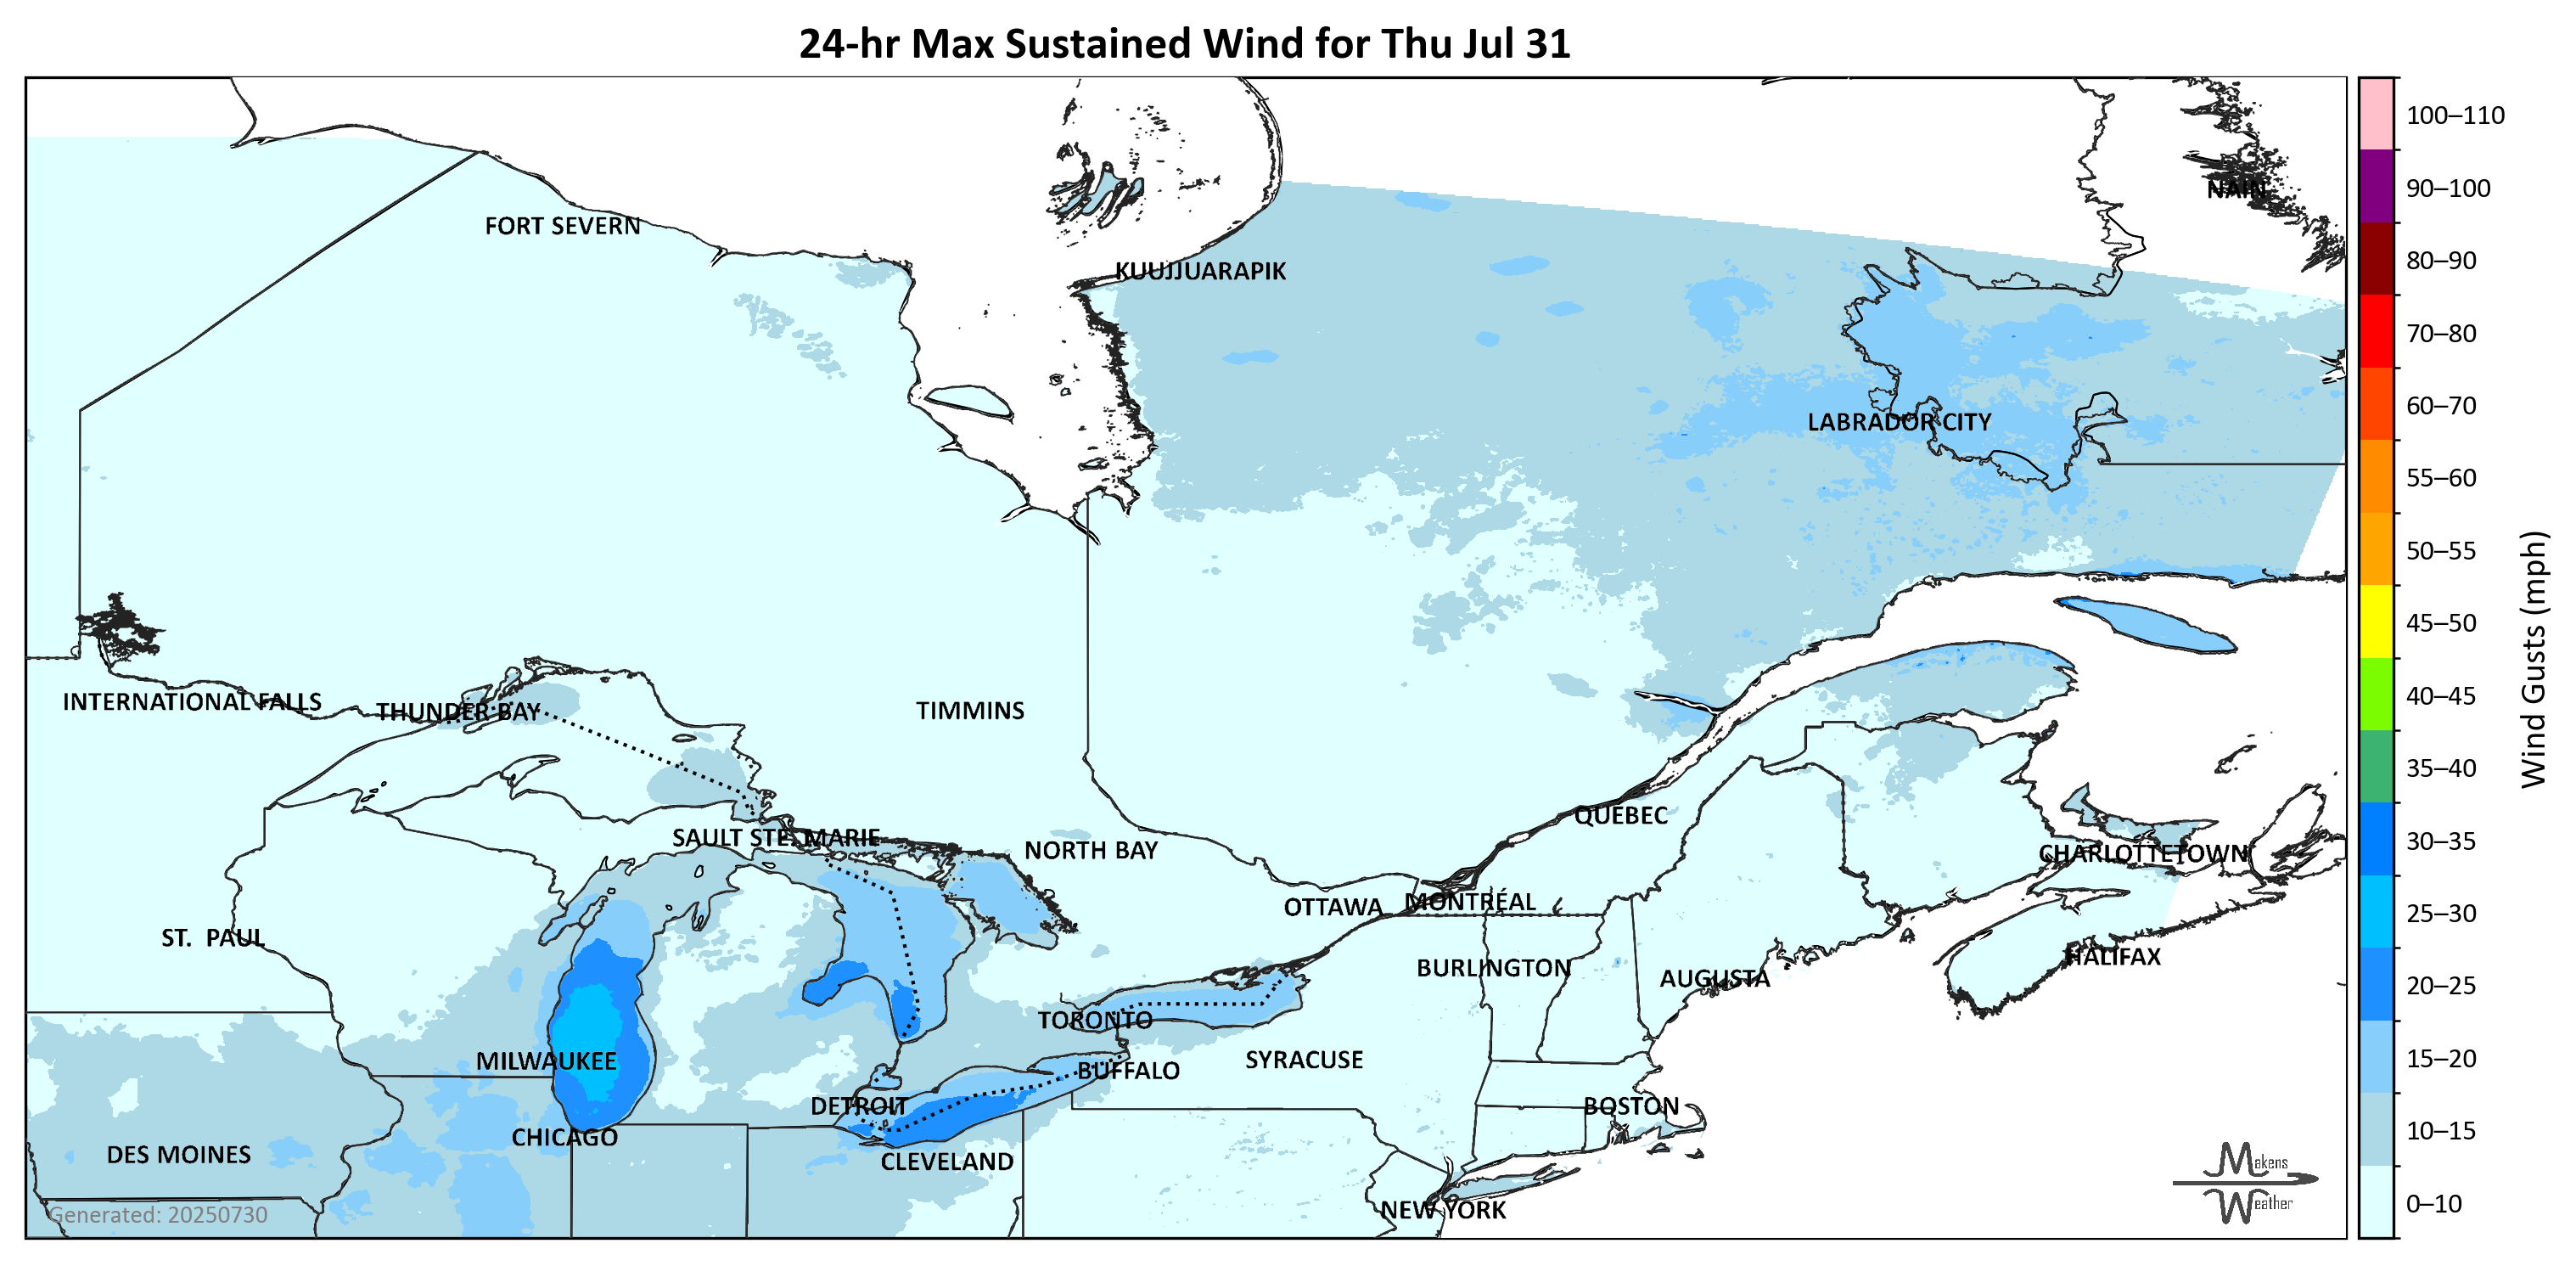 24-hr Max Sustained Wind for Thu Jul 31
100–110
90–100
NAIN
FORT SEVERN
80–90
KUUJJUARAPIK
70–80
60–70
LABRADOR CITY
55–60
50–55
45–50
Wind Gusts (mph)
40–45
INTERNATIONAL FALLS
THUNDER BAY
TIMMINS
35–40
QUÉBEC
SAULT STE. MARIE
30–35
NORTH BAY
CHARLOTTETOWN
OTTAWA
MONTRÉAL
25–30
ST. PAUL
HALIFAX
BURLINGTON
AUGUSTA
20–25
TORONTO
MILWAUKEE
SYRACUSE
15–20
BUFFALO
DETROIT
BOSTON
10–15
CHICAGO
DES MOINES
CLEVELAND
Makens
Weather
0–10
NEW YORK
Generated: 20250730